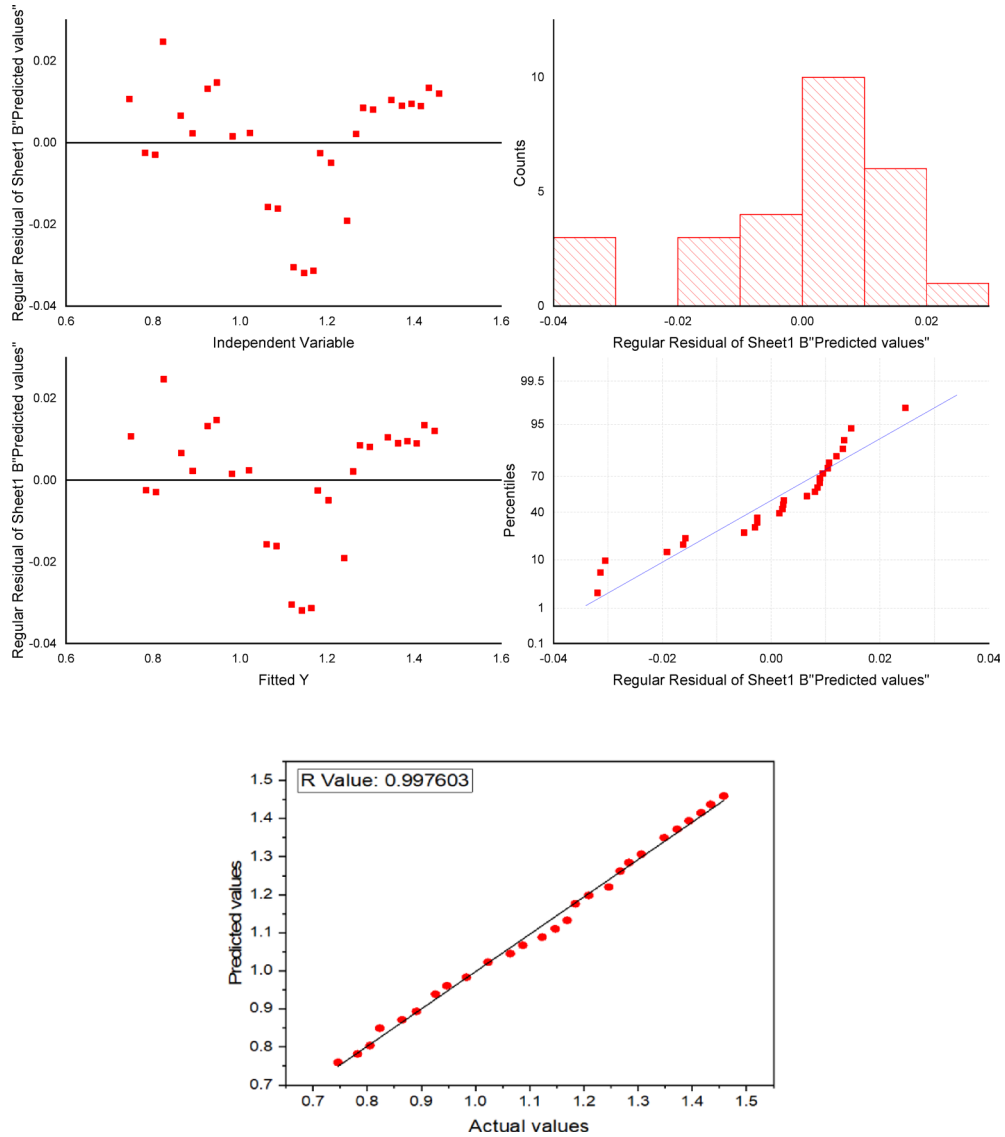 Regular Residual of Sheet1 B"Predicted values"
0.02
0.00
-0.02
-0.04
0.6 0.8 1.0 1.2 1.4 1.6
Independent Variable
Counts
10
5
0
-0.04 -0.02 0.00 0.02
Regular Residual of Sheet1 B"Predicted values"
Regular Residual of Sheet1 B"Predicted values"
0.02
0.00
-0.02
-0.04
0.6 0.8 1.0 1.2 1.4 1.6
Fitted Y
Percentiles
99.5
95
70
40
10
1
0.1
-0.04 -0.02 0.00 0.02 0.04
Regular Residual of Sheet1 B"Predicted values"
R Value: 0.997603
Predicted values
1.5
1.4
1.3
1.2
1.1
1.0
0.9
0.8
0.7
0.7 0.8 0.9 1.0 1.1 1.2 1.3 1.4 1.5
Actual values